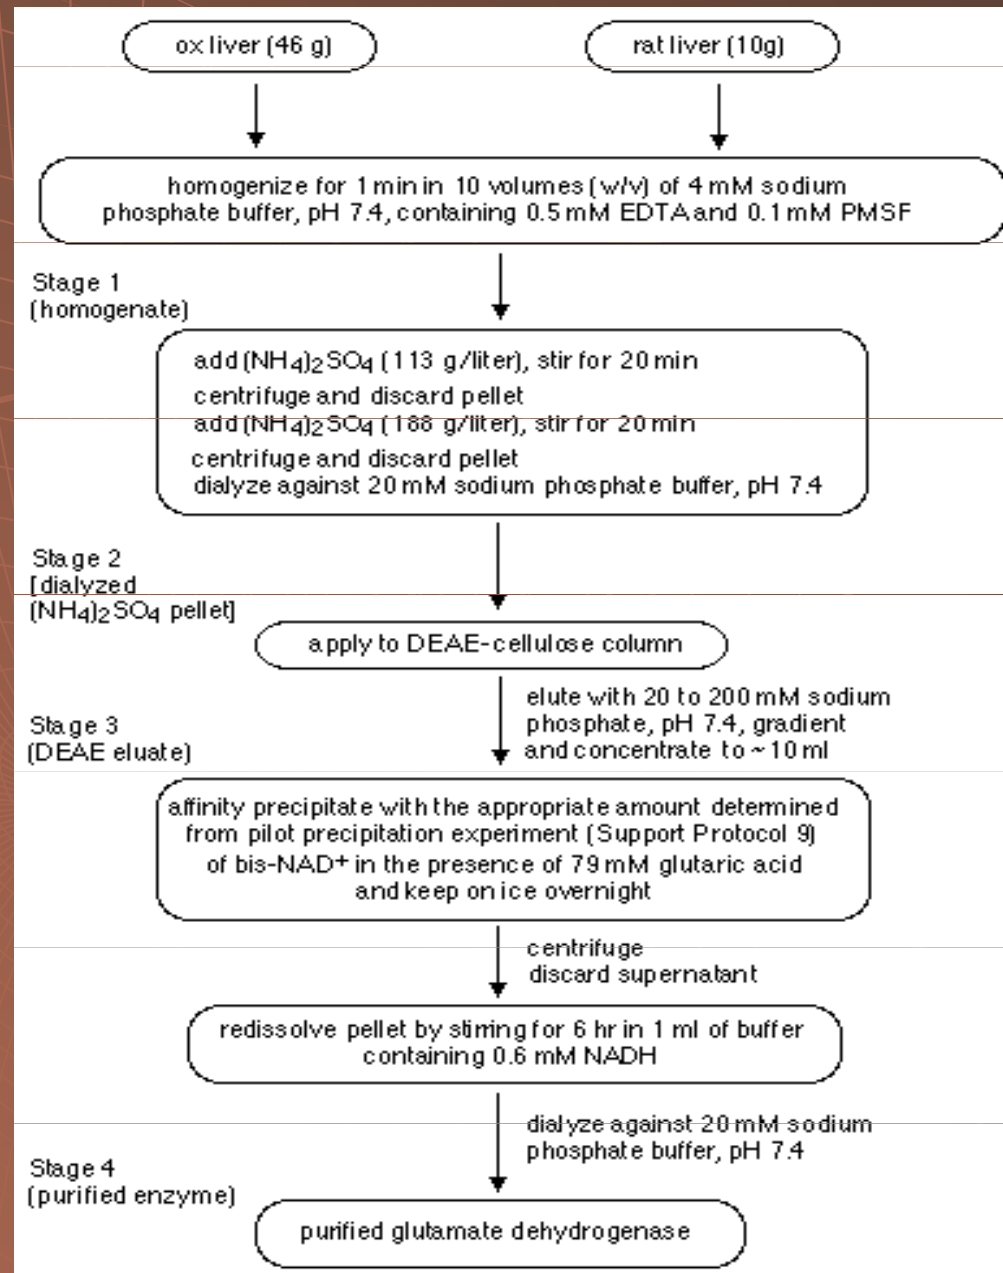 ox liver (46 g)
rat liver (10g)
homogenize for 1 min in 10 volumes (w/v) of 4 mM sodium
phosphate buffer, pH 7.4, containing 0.5 mM EDTA and 0.1 mM PMSF
Stage 1
(homogenate)
add (NH4)2SO4 (113 g/liter), stir for 20 min
centrifuge and discard pellet
add (NH4)2SO4 (188 g/liter), stir for 20 min
centrifuge and discard pellet
dialyze against 20 mM sodium phosphate buffer, pH 7.4
Stage 2
[dialyzed
(NH4)2SO4 pellet]
apply to DEAE-cellulose column
elute with 20 to 200 mM sodium
phosphate, pH 7.4, gradient
and concentrate to ~ 10 ml
Stage 3
(DEAE eluate)
affinity precipitate with the appropriate amount determined
from pilot precipitation experiment (Support Protocol 9)
of bis-NAD+ in the presence of 79 mM glutaric acid
and keep on ice overnight
centrifuge
discard supernatant
redissolve pellet by stirring for 6 hr in 1 ml of buffer
containing 0.6 mM NADH
dialyze against 20 mM sodium
phosphate buffer, pH 7.4
Stage 4
(purified enzyme)
purified glutamate dehydrogenase